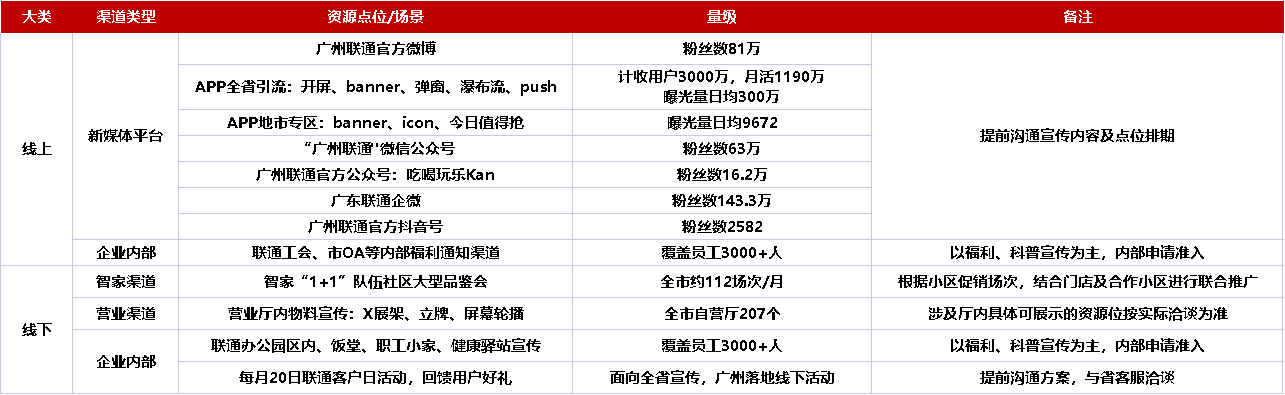 大类 渠道类型 资源点位/场景 量级 备注
线上 新媒体平台 广州联通官方微博 粉丝数81万 提前沟通宣传内容及点位排期
APP全省引流：开屏、banner、弹窗、瀑布流、push 计收用户3000万，月活1190万
曝光量日均300万
APP地市专区：banner、icon、今日值得抢 曝光量日均9672
“广州联通"微信公众号 粉丝数63万
广州联通官方公众号：吃喝玩乐Kan 粉丝数16.2万
广东联通企微 粉丝数143.3万
广州联通官方抖音号 粉丝数2582
企业内部 联通工会、市OA等内部福利通知渠道 覆盖员工3000+人 以福利、科普宣传为主，内部申请准入
线下 智家渠道 智家“1+1”队伍社区大型品鉴会 全市约112场次/月 根据小区促销场次，结合门店及合作小区进行联合推广
营业渠道 营业厅内物料宣传：X展架、立牌、屏幕轮播 全市自营厅207个 涉及厅内具体可展示的资源位按实际洽谈为准
企业内部 联通办公园区内、饭堂、职工小家、健康驿站宣传 覆盖员工3000+人 以福利、科普宣传为主，内部申请准入
每月20日联通客户日活动，回馈用户好礼 面向全省宣传，广州落地线下活动 提前沟通方案，与省客服洽谈